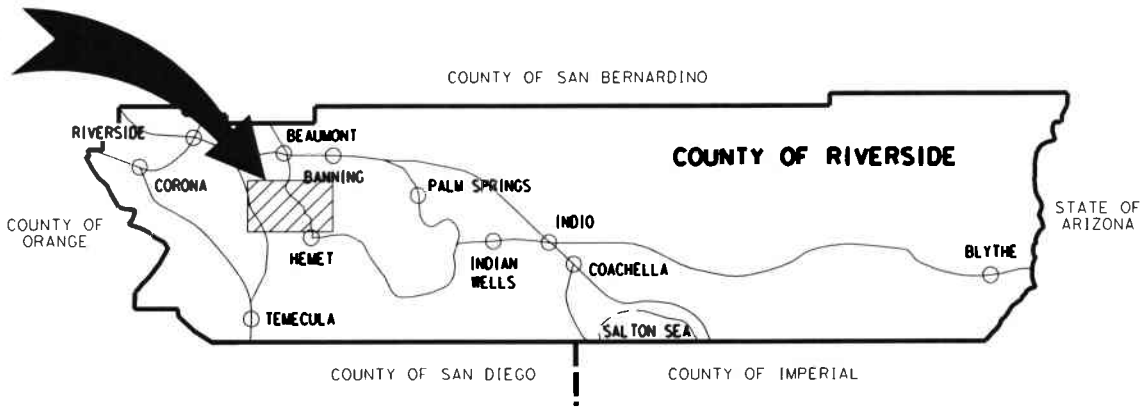 COUNTY OF SAN BERNARDINO
RIVERSIDE
BEAUMONT
COUNTY OF RIVERSIDE
BANNING
CORONA
PALM SPRINGS
COUNTY OF
ORANGE
STATE OF
ARIZONA
INDIO
HEMET
INDIAN
WELLS
COACHELLA
BLYTHE
TEMECULA
SALTON SEA
COUNTY OF SAN DIEGO
COUNTY OF IMPERIAL